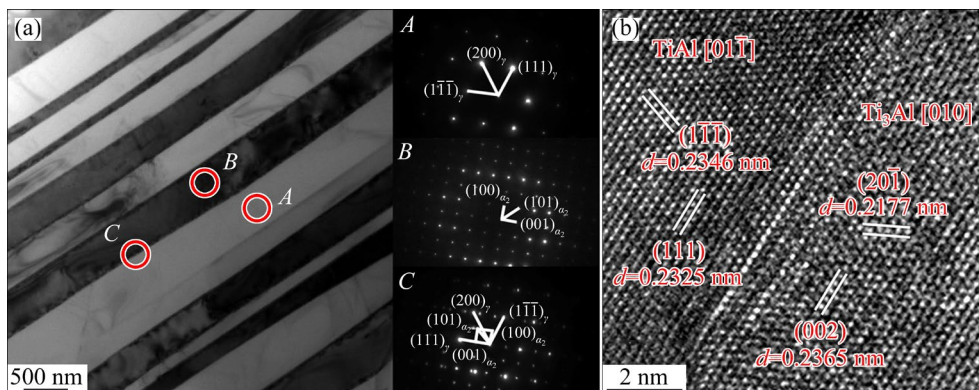 (a)
B
A
C
500 nm
A
(200)γ
(111)γ
(11̄1̄)γ
B
(100)α₂
(1̄01)α₂
(001)α₂
C
(200)γ
(11̄1̄)γ
(101)α₂
(100)α₂
(111)γ
(001)α₂
(b)
TiAl [011̄]
Ti₃Al [010]
(11̄1̄)
d=0.2346 nm
(201̄)
d=0.2177 nm
(111)
d=0.2325 nm
(002)
d=0.2365 nm
2 nm